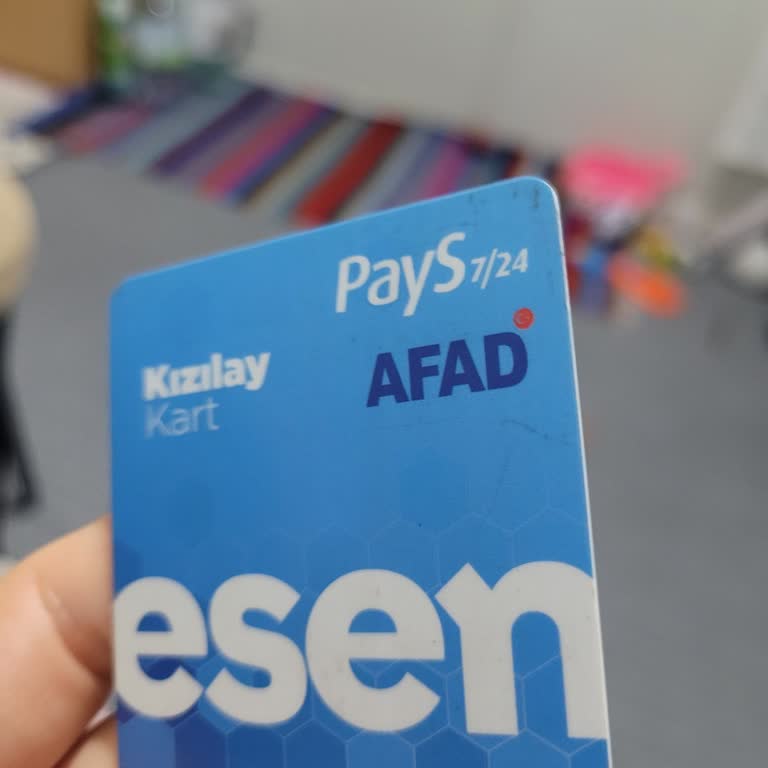 PayS 7/24
Kızılay
Kart
AFAD
esen